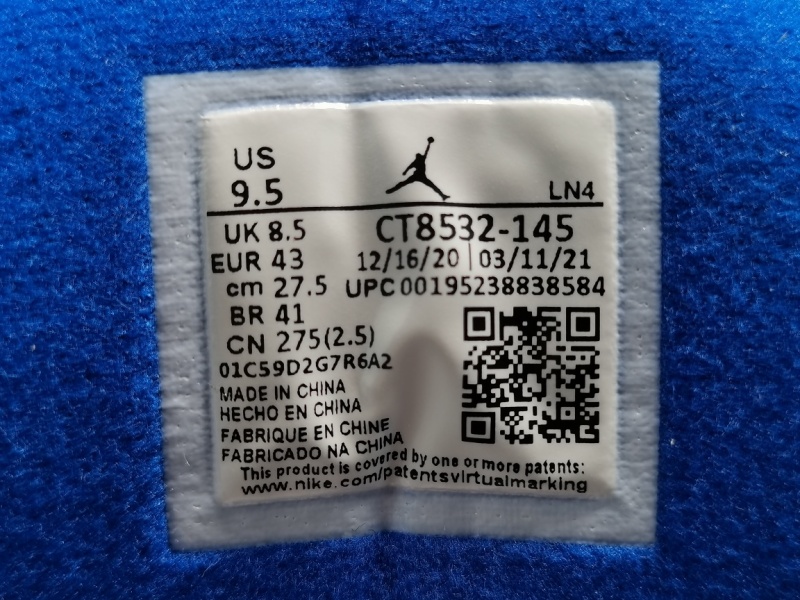 US
9.5
LN4
UK 8.5
CT8532-145
EUR 43
12/16/20 | 03/11/21
cm 27.5
UPC00195238838584
BR 41
CN 275(2.5)
01C59D2G7R6A2
MADE IN CHINA
HECHO EN CHINA
FABRIQUE EN CHINE
FABRICADO NA CHINA
This product is covered by one or more patents:
www.nike.com/patentsvirtualmarking